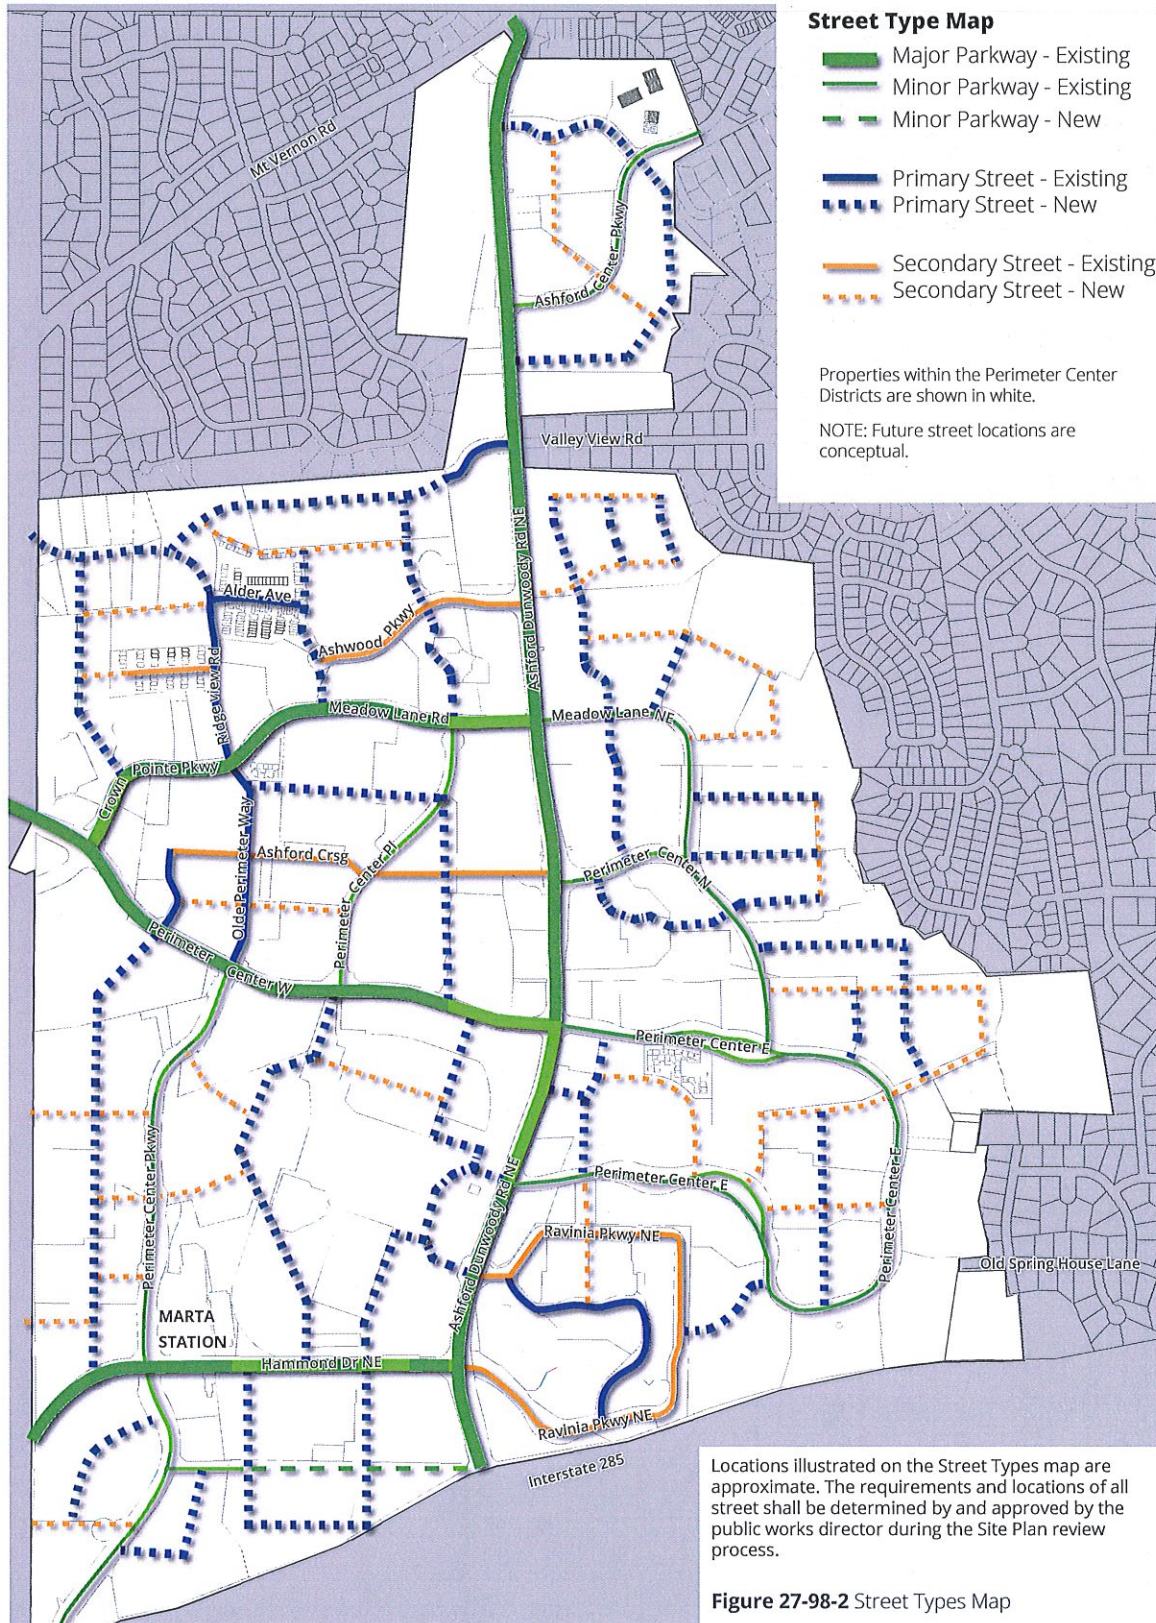 Street Type Map
Major Parkway - Existing
Minor Parkway - Existing
Minor Parkway - New
Primary Street - Existing
Primary Street - New
Secondary Street - Existing
Secondary Street - New
Properties within the Perimeter Center
Districts are shown in white.
NOTE: Future street locations are
conceptual.
Mt Vernon Rd
Ashford Center Pkwy
Valley View Rd
Ashford Dunwoody Rd NE
Alder Ave
Ashwood Pkwy
Ridge View Rd
Meadow Lane Rd
Meadow Lane NE
Crown Pointe Pkwy
Olde Perimeter Way
Ashford Crsg
Perimeter Center Pl
Perimeter Center N
Perimeter Center W
Perimeter Center E
Perimeter Center Pkwy
Perimeter Center E
Perimeter Center E
Ashford Dunwoody Rd NE
Ravinia Pkwy NE
Old Spring House Lane
MARTA
STATION
Hammond Dr NE
Ravinia Pkwy NE
Interstate 285
Locations illustrated on the Street Types map are
approximate. The requirements and locations of all
street shall be determined by and approved by the
public works director during the Site Plan review
process.
Figure 27-98-2 Street Types Map